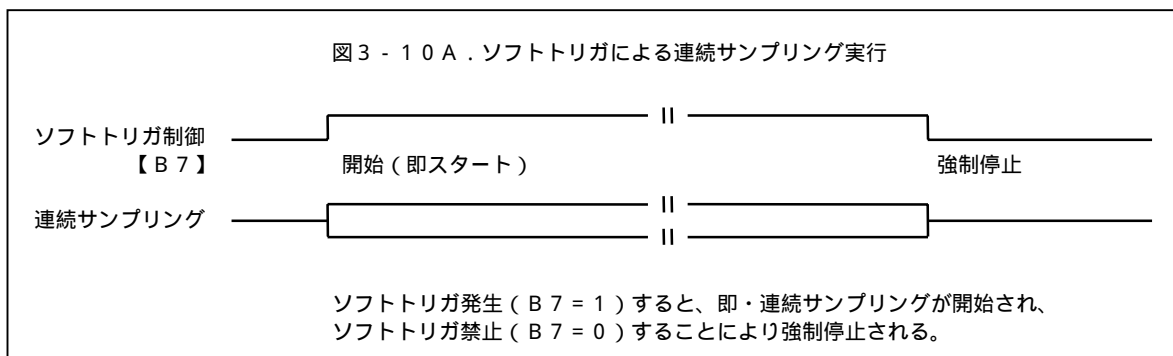 図3-10A.ソフトトリガによる連続サンプリング実行
ソフトトリガ制御
【B7】
開始(即スタート)
強制停止
連続サンプリング
ソフトトリガ発生(B7=1)すると、即・連続サンプリングが開始され、
ソフトトリガ禁止(B7=0)することにより強制停止される。